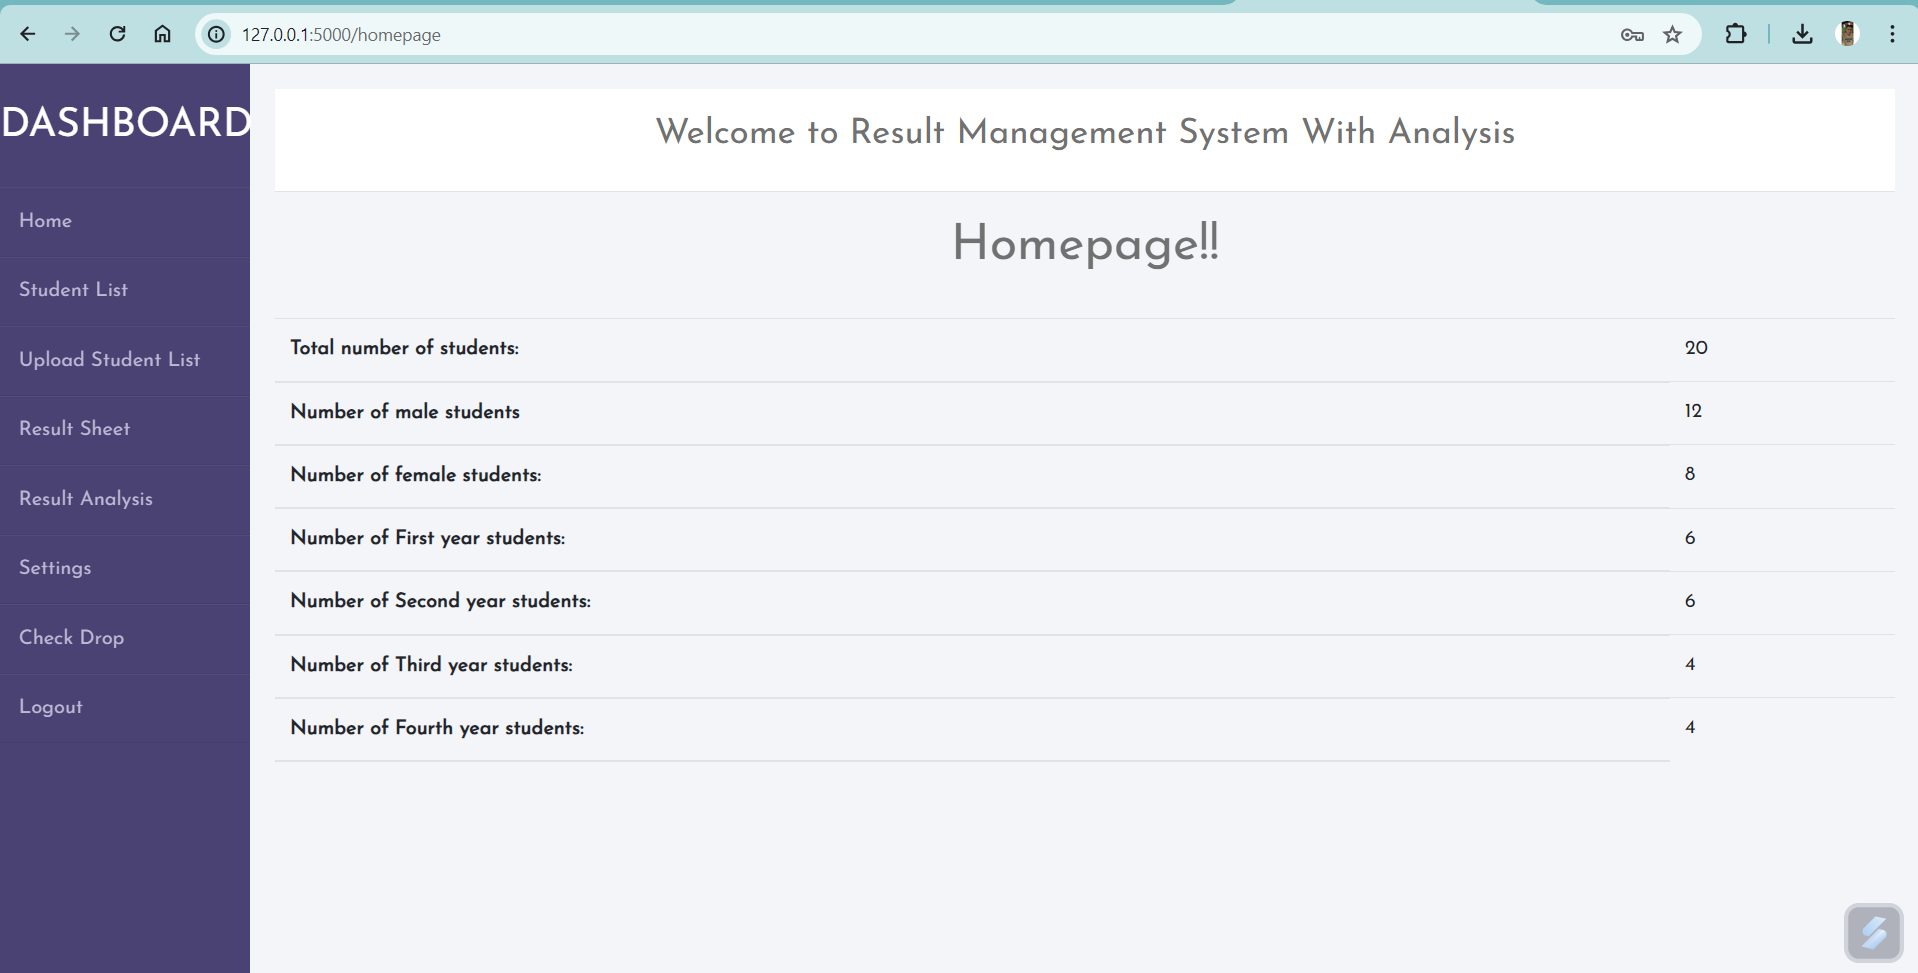 127.0.0.1:5000/homepage
DASHBOARD
Home
Student List
Upload Student List
Result Sheet
Result Analysis
Settings
Check Drop
Logout
Welcome to Result Management System With Analysis
Homepage!!
Total number of students: 20
Number of male students 12
Number of female students: 8
Number of First year students: 6
Number of Second year students: 6
Number of Third year students: 4
Number of Fourth year students: 4